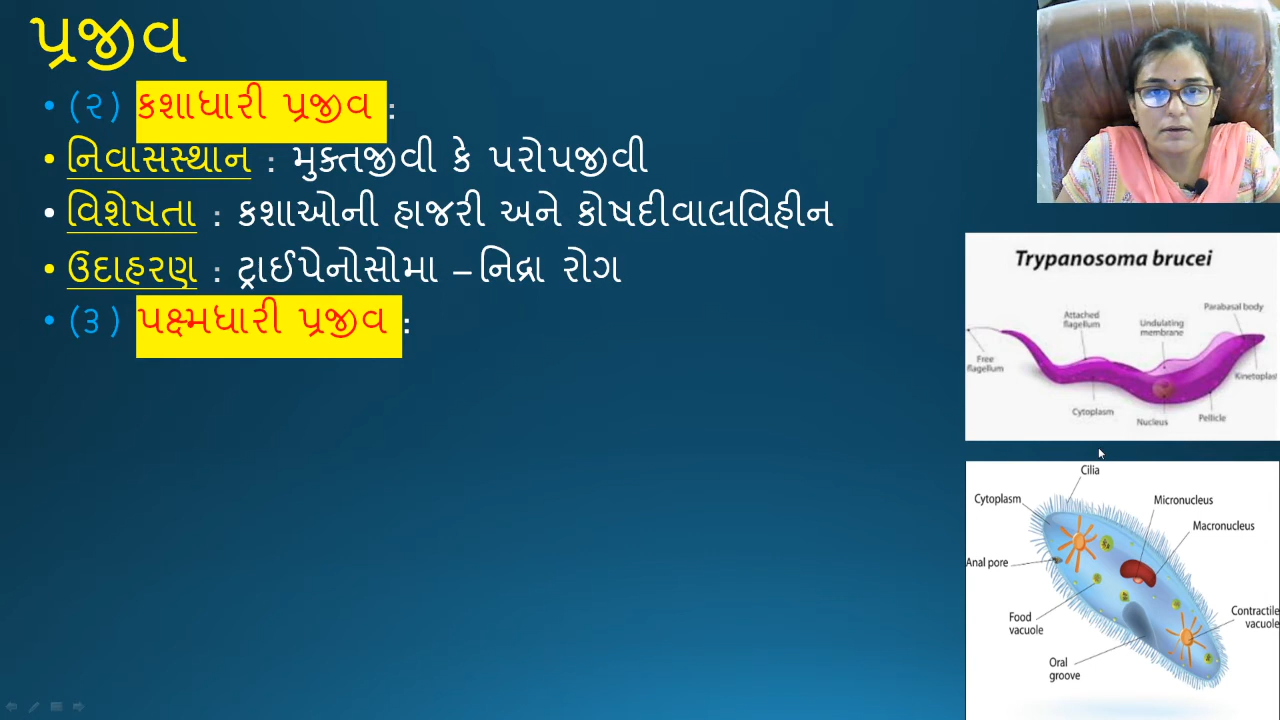 પ્રજીવ
• (૨) કશાધારી પ્રજીવ :
• નિવાસસ્થાન : મુક્તજીવી કે પરોપજીવી
• વિશેષતા : કશાઓની હાજરી અને કોષદીવાલવિહીન
• ઉદાહરણ : ટ્રાઈપેનોસોમા – નિદ્રા રોગ
• (૩) પક્ષ્મધારી પ્રજીવ :
Trypanosoma brucei
Parabasal body
Attached
flagellum
Undulating
membrane
Free
flagellum
Kinetoplast
Cytoplasm
Nucleus
Pellicle
Cilia
Cytoplasm
Micronucleus
Macronucleus
Anal pore
Food
vacuole
Contractile
vacuole
Oral
groove